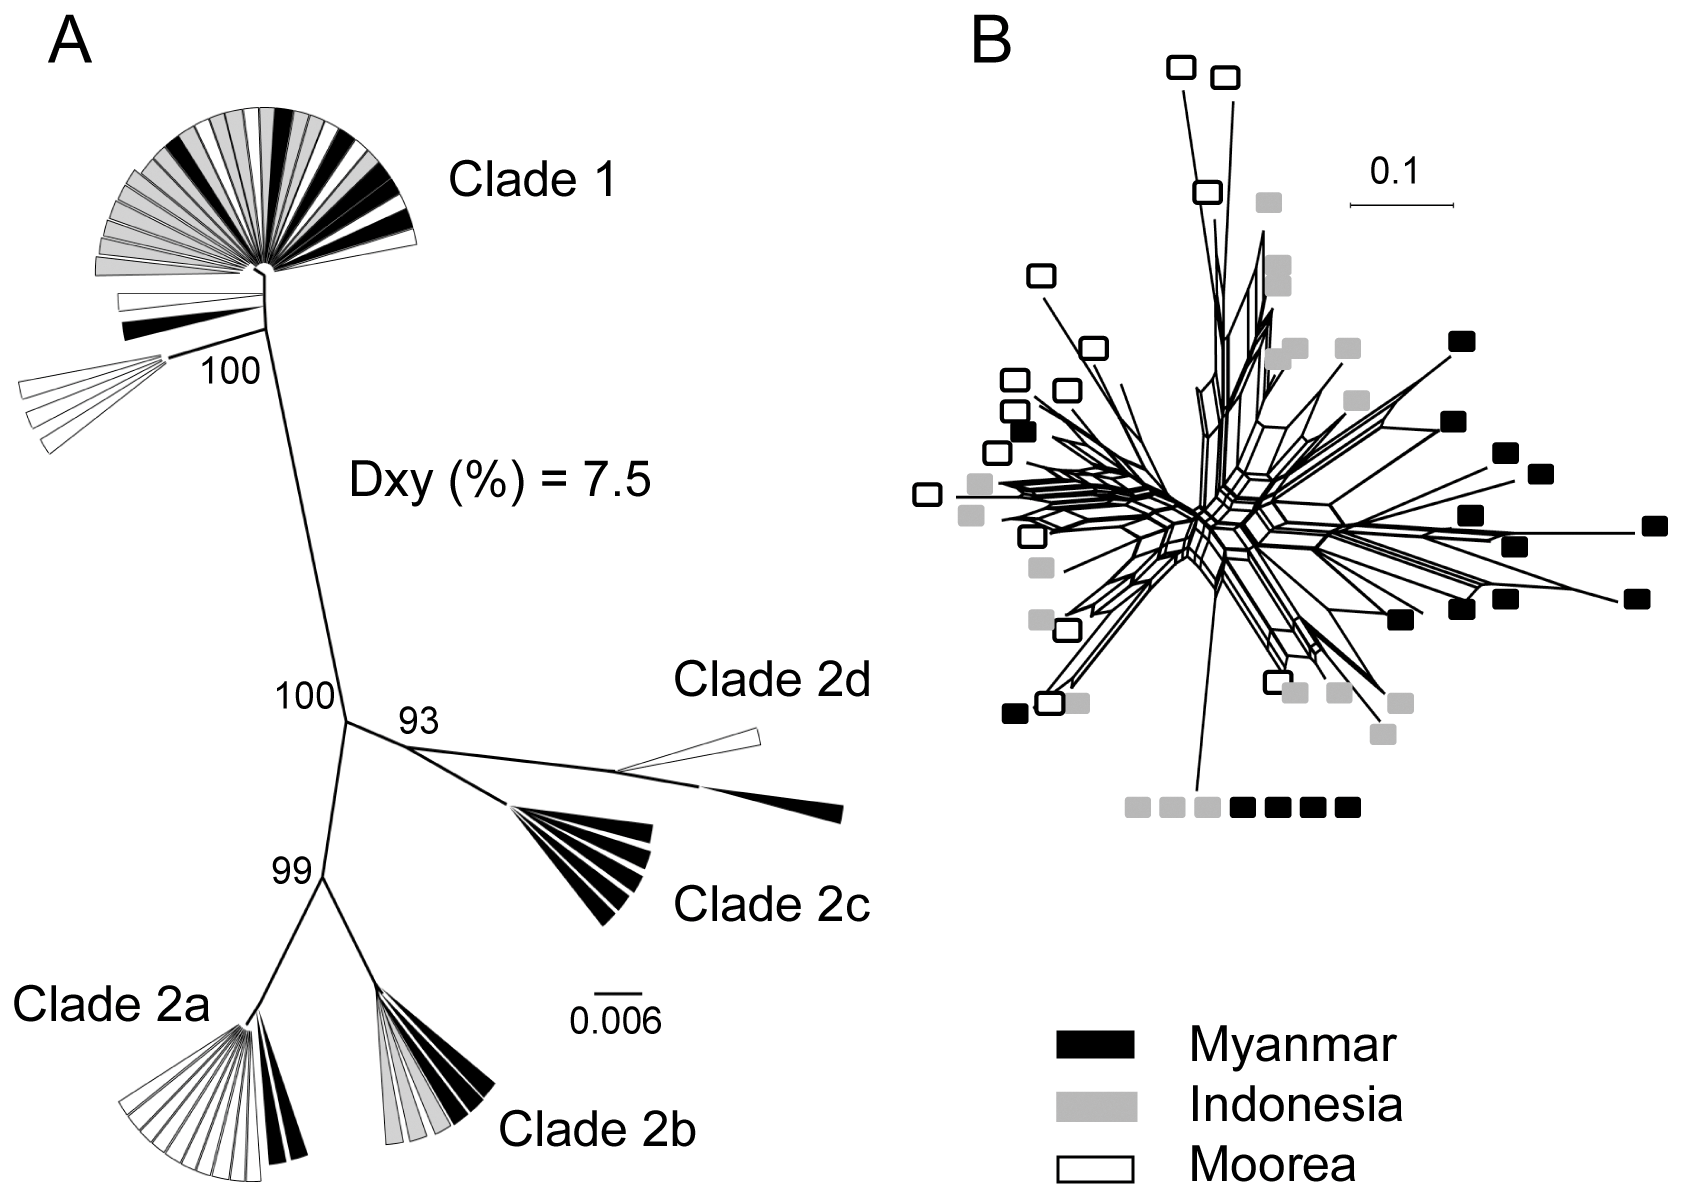 A
Clade 1
100
Dxy (%) = 7.5
Clade 2d
100
93
Clade 2c
99
Clade 2a
0.006
Clade 2b
B
0.1
Myanmar
Indonesia
Moorea